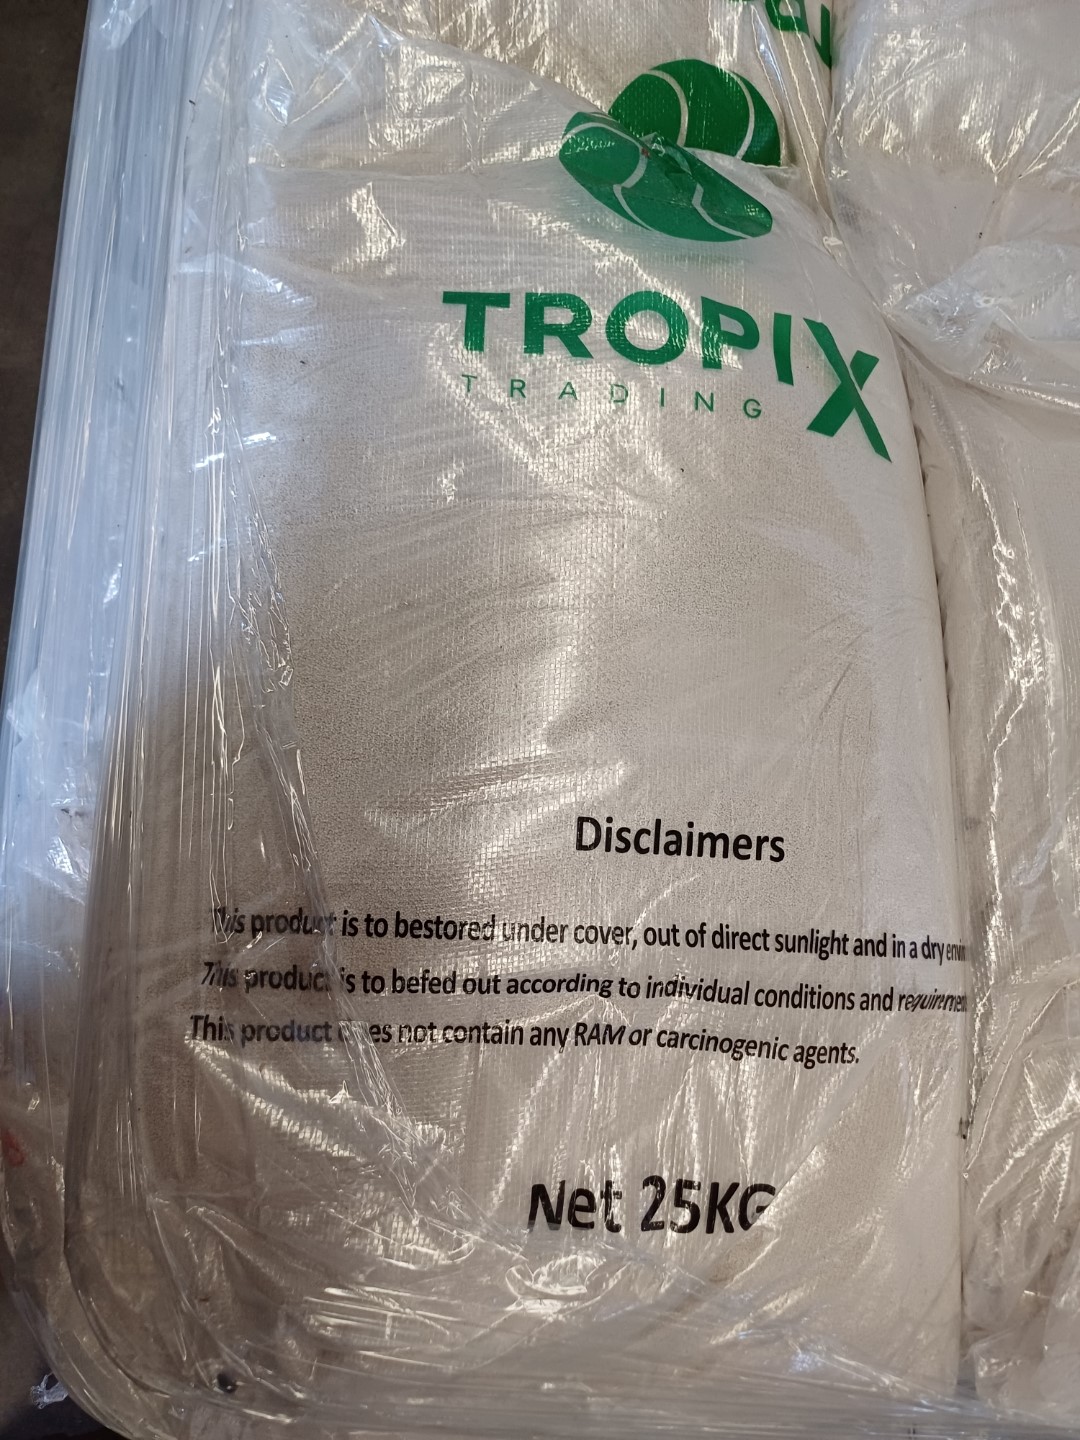 TROPIX
TRADING
Disclaimers
This product is to bestored under cover, out of direct sunlight and in a dry
This product is to befed out according to individual conditions and
This product does not contain any RAM or carcinogenic agents.
Net 25KG